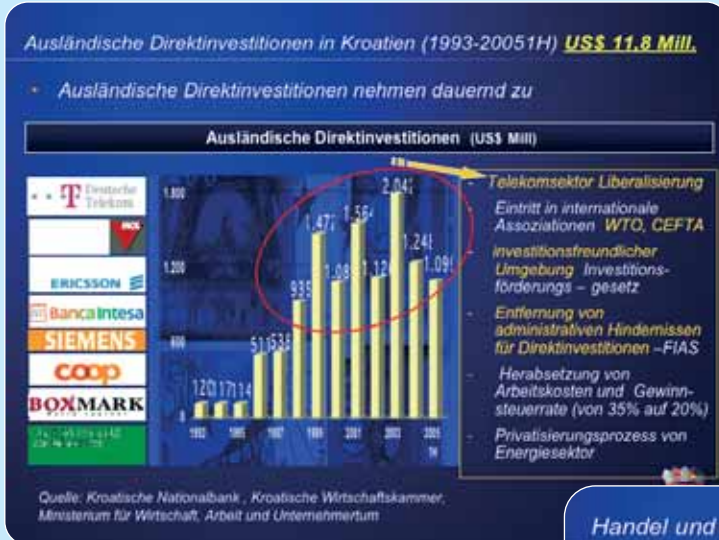 Ausländische Direktinvestitionen in Kroatien (1993-20051H) US$ 11,8 Mill.
Ausländische Direktinvestitionen nehmen dauernd zu
Ausländische Direktinvestitionen (US$ Mill)
Deutsche
Telekom
ERICSSON
Banca Intesa
SIEMENS
coop
BOXMARK
1.800
1.200
600
0
120
117
114
511
935
1.47
1.08
1.564
1.12
2.04
1.24
1.09
1993
1995
1997
1999
2001
2003
2005
1H
- Telekomsektor Liberalisierung
- Eintritt in internationale
Assoziationen WTO, CEFTA
- investitionsfreundlicher
Umgebung Investitions-
förderungs – gesetz
- Entfernung von
administrativen Hindernissen
für Direktinvestitionen –FIAS
- Herabsetzung von
Arbeitskosten und Gewinn-
steuerrate (von 35% auf 20%)
- Privatisierungsprozess von
Energiesektor
Quelle: Kroatische Nationalbank , Kroatische Wirtschaftskammer,
Ministerium für Wirtschaft, Arbeit und Unternehmertum
Handel und